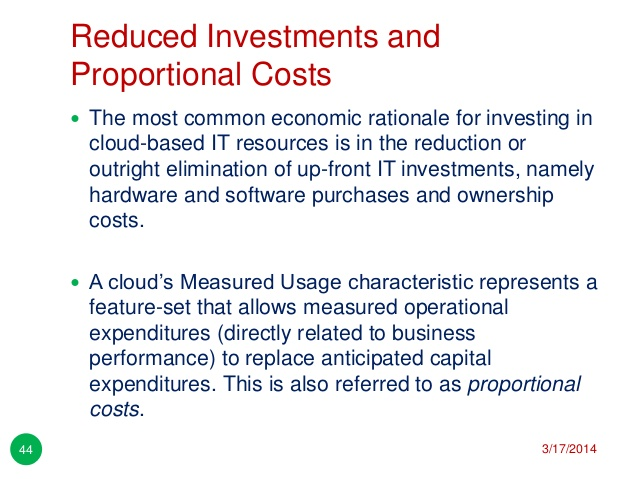 Reduced Investments and
Proportional Costs
• The most common economic rationale for investing in
cloud-based IT resources is in the reduction or
outright elimination of up-front IT investments, namely
hardware and software purchases and ownership
costs.
• A cloud’s Measured Usage characteristic represents a
feature-set that allows measured operational
expenditures (directly related to business
performance) to replace anticipated capital
expenditures. This is also referred to as proportional
costs.
44
3/17/2014